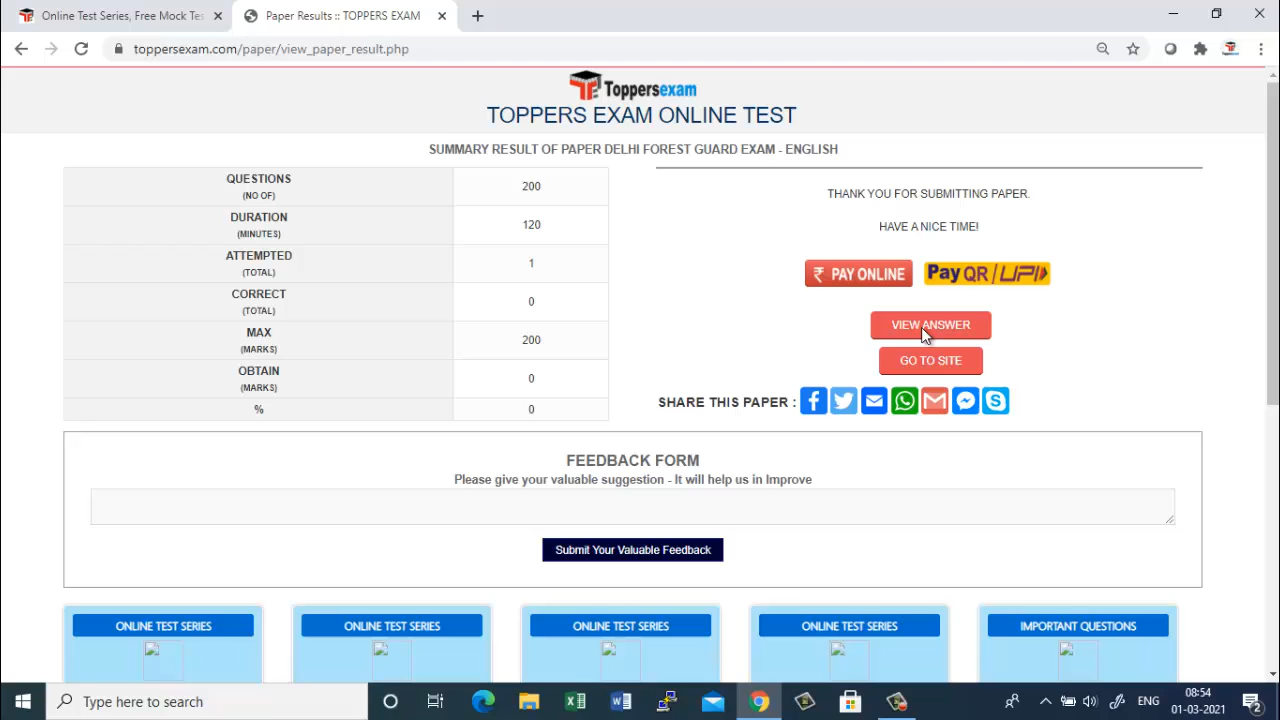 Online Test Series, Free Mock Tes
Paper Results :: TOPPERS EXAM
toppersexam.com/paper/view_paper_result.php
Toppersexam
TOPPERS EXAM ONLINE TEST
SUMMARY RESULT OF PAPER DELHI FOREST GUARD EXAM - ENGLISH
QUESTIONS
(NO OF)
200
DURATION
(MINUTES)
120
ATTEMPTED
(TOTAL)
1
CORRECT
(TOTAL)
0
MAX
(MARKS)
200
OBTAIN
(MARKS)
0
%
0
THANK YOU FOR SUBMITTING PAPER.
HAVE A NICE TIME!
₹ PAY ONLINE
Pay QR/UPI
VIEW ANSWER
GO TO SITE
SHARE THIS PAPER :
FEEDBACK FORM
Please give your valuable suggestion - It will help us in Improve
Submit Your Valuable Feedback
ONLINE TEST SERIES
ONLINE TEST SERIES
ONLINE TEST SERIES
ONLINE TEST SERIES
IMPORTANT QUESTIONS
Type here to search
ENG
08:54
01-03-2021
2